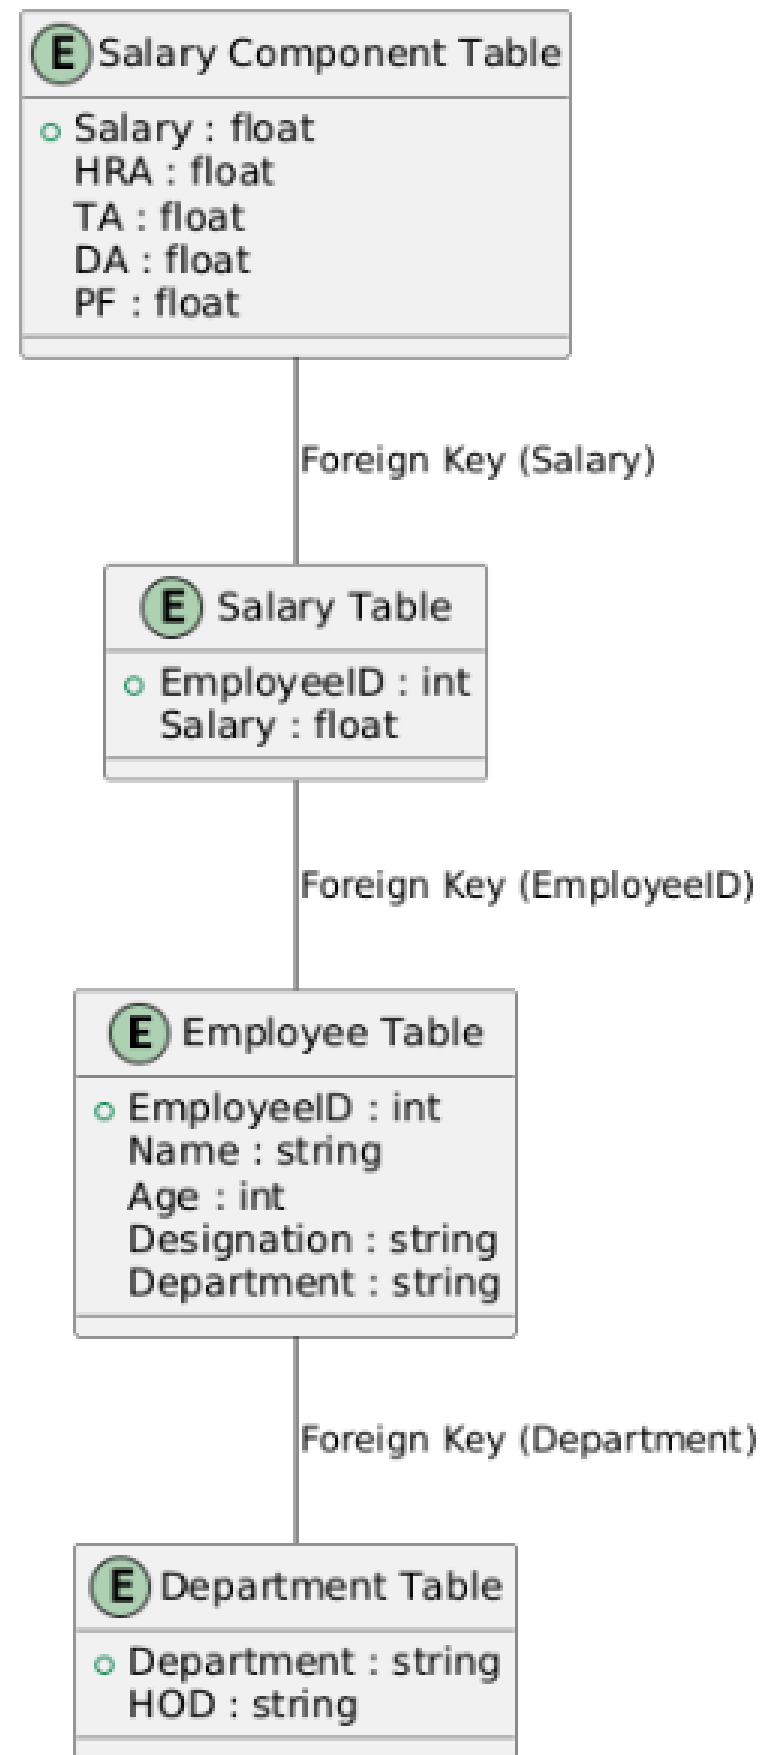 E Salary Component Table
Salary : float
HRA : float
TA : float
DA : float
PF : float
Foreign Key (Salary)
E Salary Table
EmployeeID : int
Salary : float
Foreign Key (EmployeeID)
E Employee Table
EmployeeID : int
Name : string
Age : int
Designation : string
Department : string
Foreign Key (Department)
E Department Table
Department : string
HOD : string